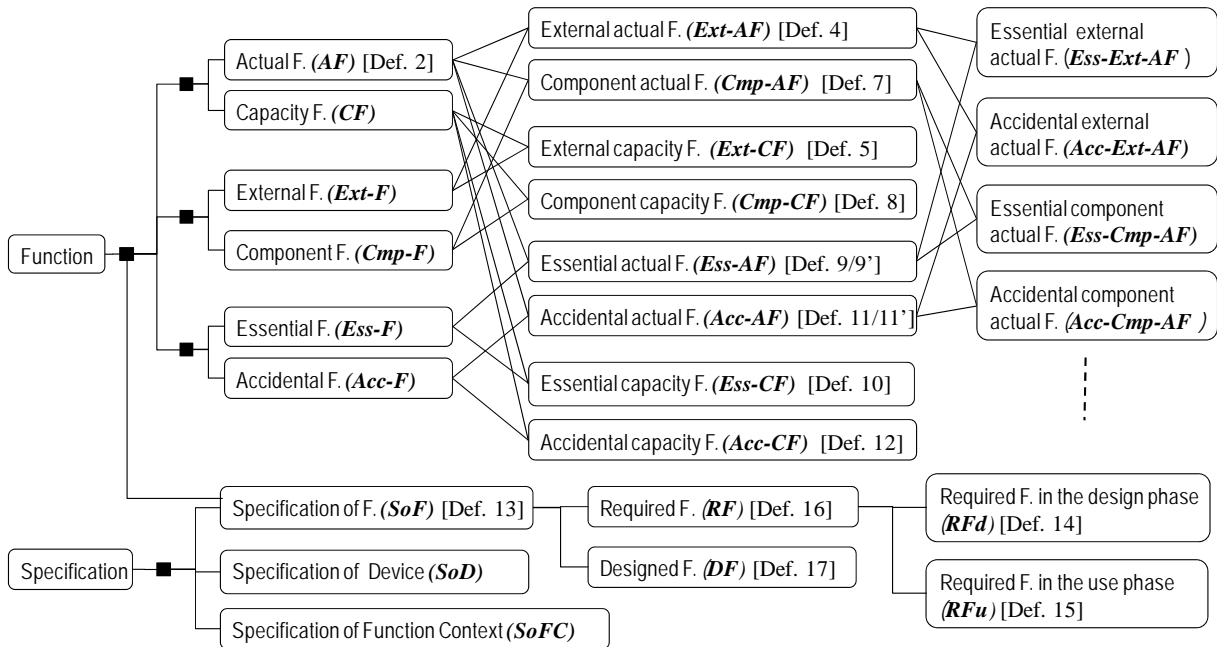 Function
Specification
Actual F. (AF) [Def. 2]
Capacity F. (CF)
External F. (Ext-F)
Component F. (Cmp-F)
Essential F. (Ess-F)
Accidental F. (Acc-F)
Specification of F. (SoF) [Def. 13]
Specification of Device (SoD)
Specification of Function Context (SoFC)
External actual F. (Ext-AF) [Def. 4]
Component actual F. (Cmp-AF) [Def. 7]
External capacity F. (Ext-CF) [Def. 5]
Component capacity F. (Cmp-CF) [Def. 8]
Essential actual F. (Ess-AF) [Def. 9/9’]
Accidental actual F. (Acc-AF) [Def. 11/11’]
Essential capacity F. (Ess-CF) [Def. 10]
Accidental capacity F. (Acc-CF) [Def. 12]
Required F. (RF) [Def. 16]
Designed F. (DF) [Def. 17]
Essential external
actual F. (Ess-Ext-AF )
Accidental external
actual F. (Acc-Ext-AF)
Essential component
actual F. (Ess-Cmp-AF)
Accidental component
actual F. (Acc-Cmp-AF )
Required F. in the design phase
(RFd) [Def. 14]
Required F. in the use phase
(RFu) [Def. 15]